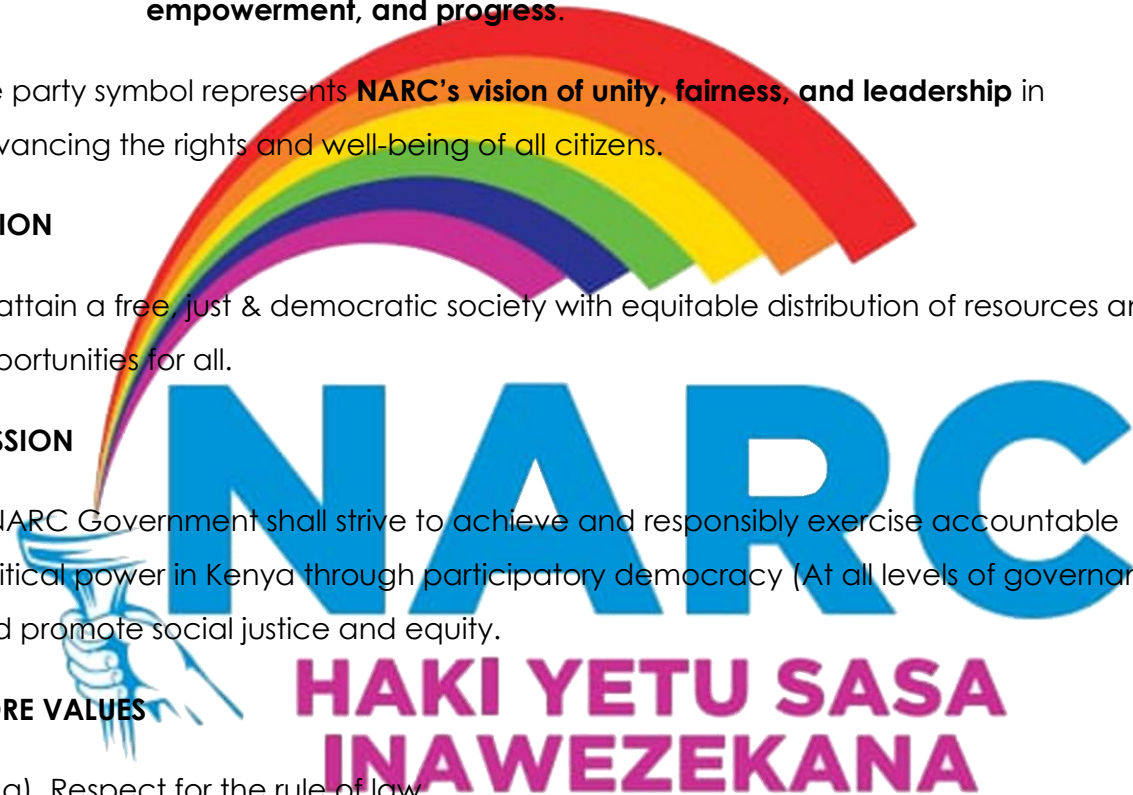 empowerment, and progress.
party symbol represents NARC's vision of unity, fairness, and leadership in
vancing the rights and well-being of all citizens.
ION
attain a free, just & democratic society with equitable distribution of resources
portunities for all.
SSION
NARC Government shall strive to achieve and responsibly exercise accountable
itical power in Kenya through participatory democracy (At all levels of governan
d promote social justice and equity.
ORE VALUES
a). Respect for the rule of law
NARC
HAKI YETU SASA
INAWEZEKANA